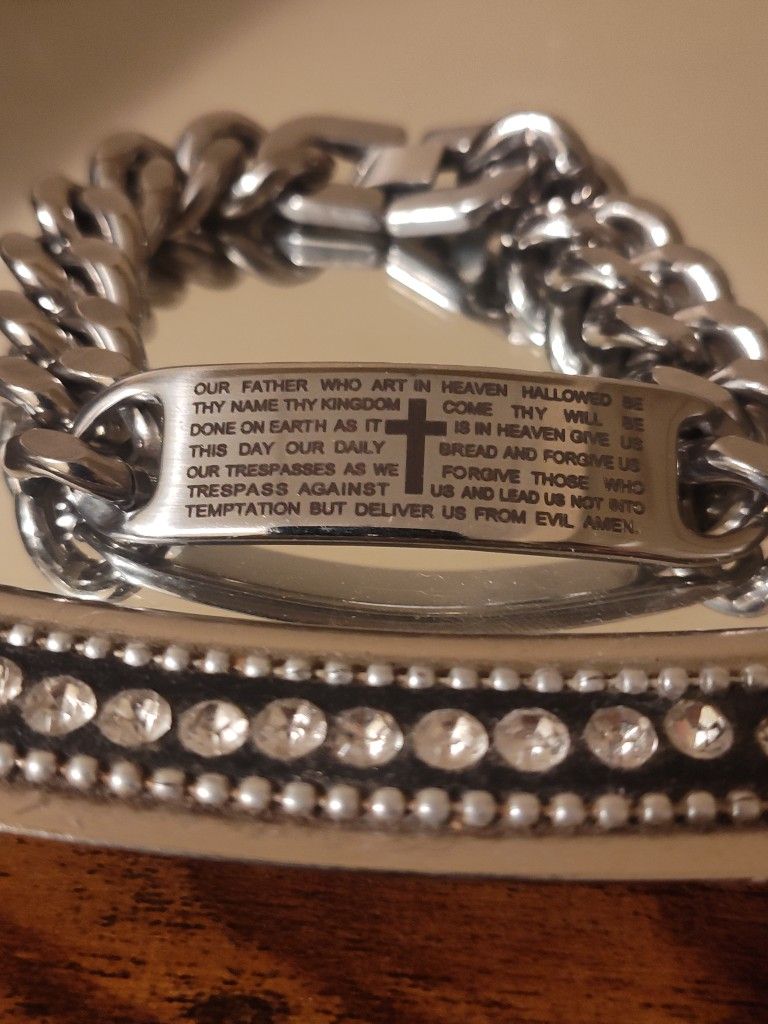 OUR FATHER WHO ART IN HEAVEN HALLOWED BE
THY NAME THY KINGDOM COME THY WILL BE
DONE ON EARTH AS IT IS IN HEAVEN GIVE US
THIS DAY OUR DAILY BREAD AND FORGIVE US
OUR TRESPASSES AS WE FORGIVE THOSE WHO
TRESPASS AGAINST US AND LEAD US NOT INTO
TEMPTATION BUT DELIVER US FROM EVIL AMEN.